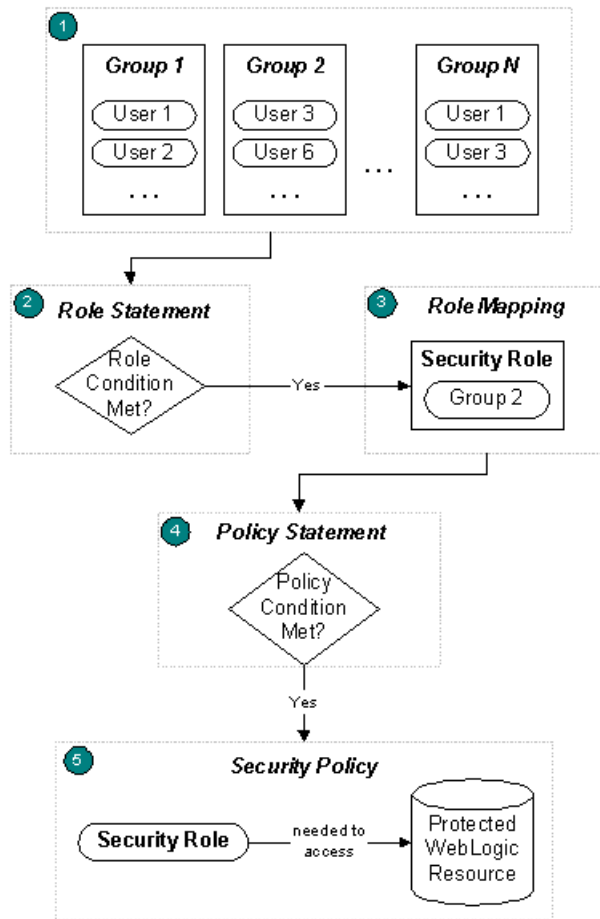 1
Group 1
User 1
User 2
...
Group 2
User 3
User 6
...
...
Group N
User 1
User 3
...
2
Role Statement
Role
Condition
Met?
Yes
3
Role Mapping
Security Role
Group 2
4
Policy Statement
Policy
Condition
Met?
Yes
5
Security Policy
Security Role
needed to
access
Protected
WebLogic
Resource